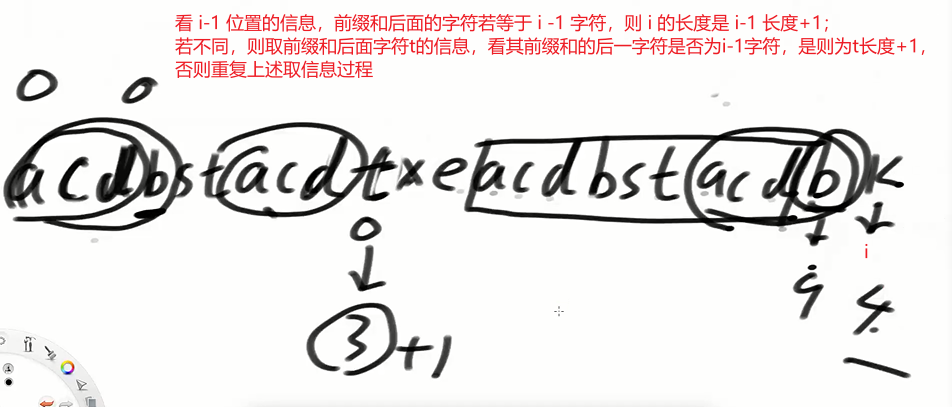 看 i-1 位置的信息，前缀和后面的字符若等于 i -1 字符，则 i 的长度是 i-1 长度+1；
若不同，则取前缀和后面字符t的信息，看其前缀和的后一字符是否为i-1字符，是则为t长度+1，
否则重复上述取信息过程
0 0
acdbstacdtxeacdbstacdbk
0
i
9 4
3+1